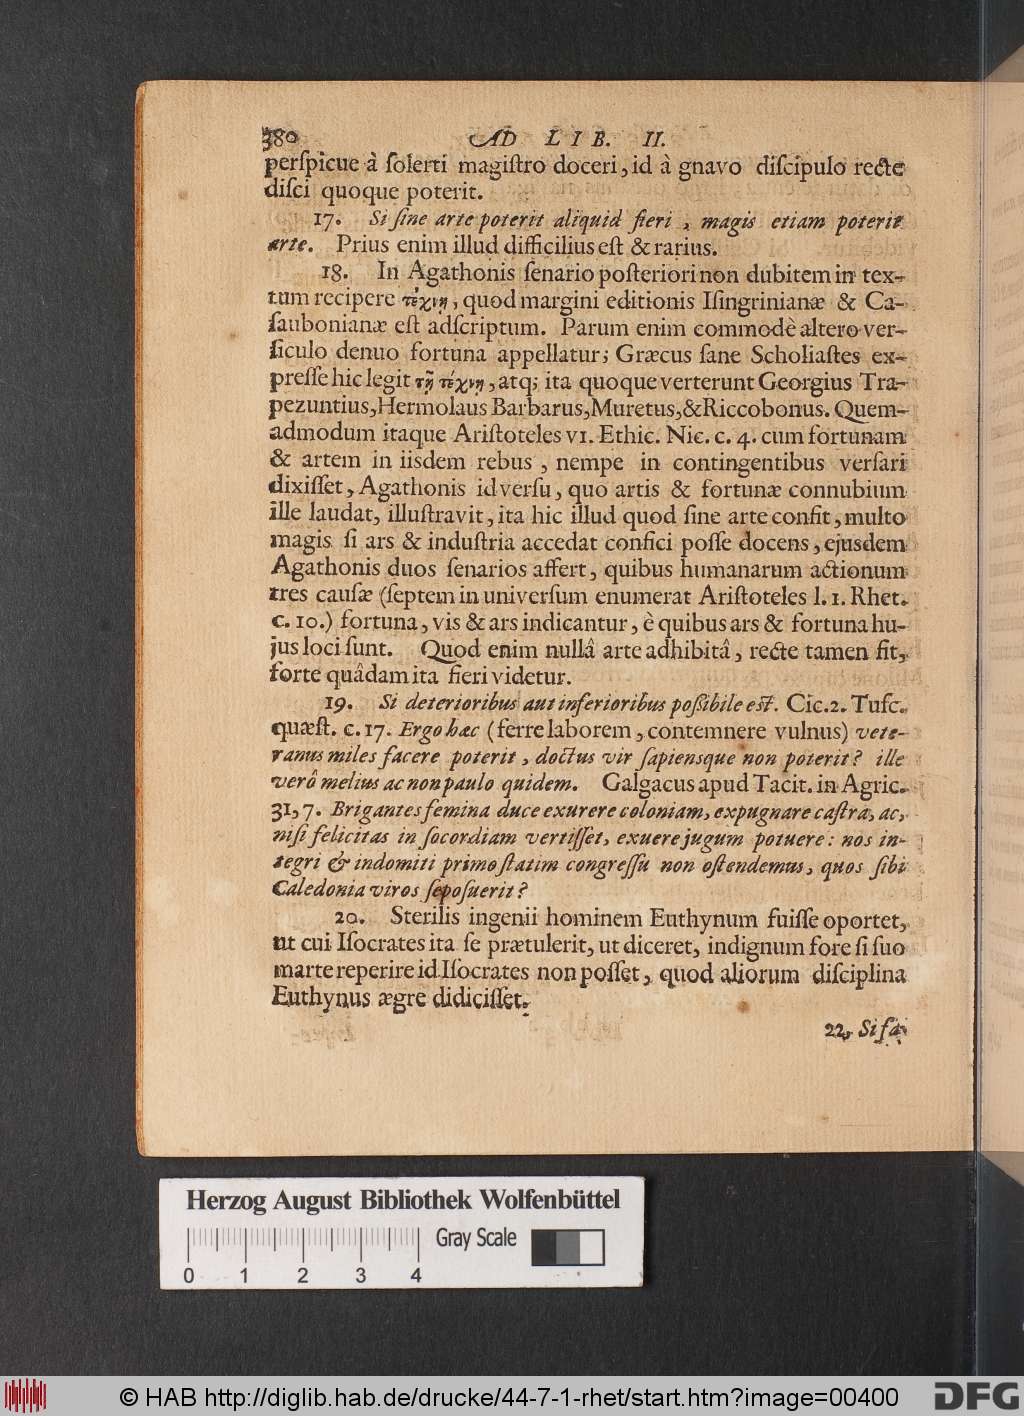 380 AD LIB. II.
perſpicue à ſolerti magiſtro doceri, id à gnavo diſcipulo recte
diſci quoque poterit.
17. Si ſine arte poterit aliquid fieri, magis etiam poterit
arte. Prius enim illud difficilius eſt & rarius.
18. In Agathonis ſenario poſteriori non dubitem in tex-
tum recipere τέχνη, quod margini editionis Iſingrinianæ & Ca-
ſaubonianæ eſt adſcriptum. Parum enim commodè altero ver-
ſiculo denuo fortuna appellatur; Græcus ſane Scholiaſtes ex-
preſſe hic legit τῇ τέχνῃ, atq; ita quoque verterunt Georgius Tra-
pezuntius, Hermolaus Barbarus, Muretus, & Riccobonus. Quem-
admodum itaque Ariſtoteles VI. Ethic. Nic. c. 4. cum fortunam
& artem in iisdem rebus, nempe in contingentibus verſari
dixiſſet, Agathonis id verſu, quo artis & fortunæ connubium
ille laudat, illuſtravit, ita hic illud quod ſine arte confit, multo
magis ſi ars & induſtria accedat confici poſſe docens, ejusdem
Agathonis duos ſenarios affert, quibus humanarum actionum
tres cauſæ (ſeptem in univerſum enumerat Ariſtoteles l. 1. Rhet.
c. 10.) fortuna, vis & ars indicantur, è quibus ars & fortuna hu-
jus loci ſunt. Quod enim nullâ arte adhibitâ, recte tamen fit,
forte quâdam ita fieri videtur.
19. Si deterioribus aut inferioribus poſſibile eſt. Cic. 2. Tuſc.
quæſt. c. 17. Ergo hæc (ferre laborem, contemnere vulnus) vete-
ranus miles facere poterit, doctus vir ſapiensque non poterit? ille
verô melius ac non paulo quidem. Galgacus apud Tacit. in Agric.
31, 7. Brigantes femina duce exurere coloniam, expugnare caſtra, ac,
niſi felicitas in ſocordiam vertiſſet, exuere jugum potuere: nos in-
tegri & indomiti primo ſtatim congreſſu non oſtendemus, quos ſibi
Caledonia viros ſepoſuerit?
20. Sterilis ingenii hominem Euthynum fuiſſe oportet,
ut cui Iſocrates ita ſe prætulerit, ut diceret, indignum fore ſi ſuo
marte reperire id Iſocrates non poſſet, quod aliorum diſciplina
Euthynus ægre didiciſſet.
22. Si fa-
Herzog August Bibliothek Wolfenbüttel
Gray Scale
0 1 2 3 4
© HAB http://diglib.hab.de/drucke/44-7-1-rhet/start.htm?image=00400
DFG